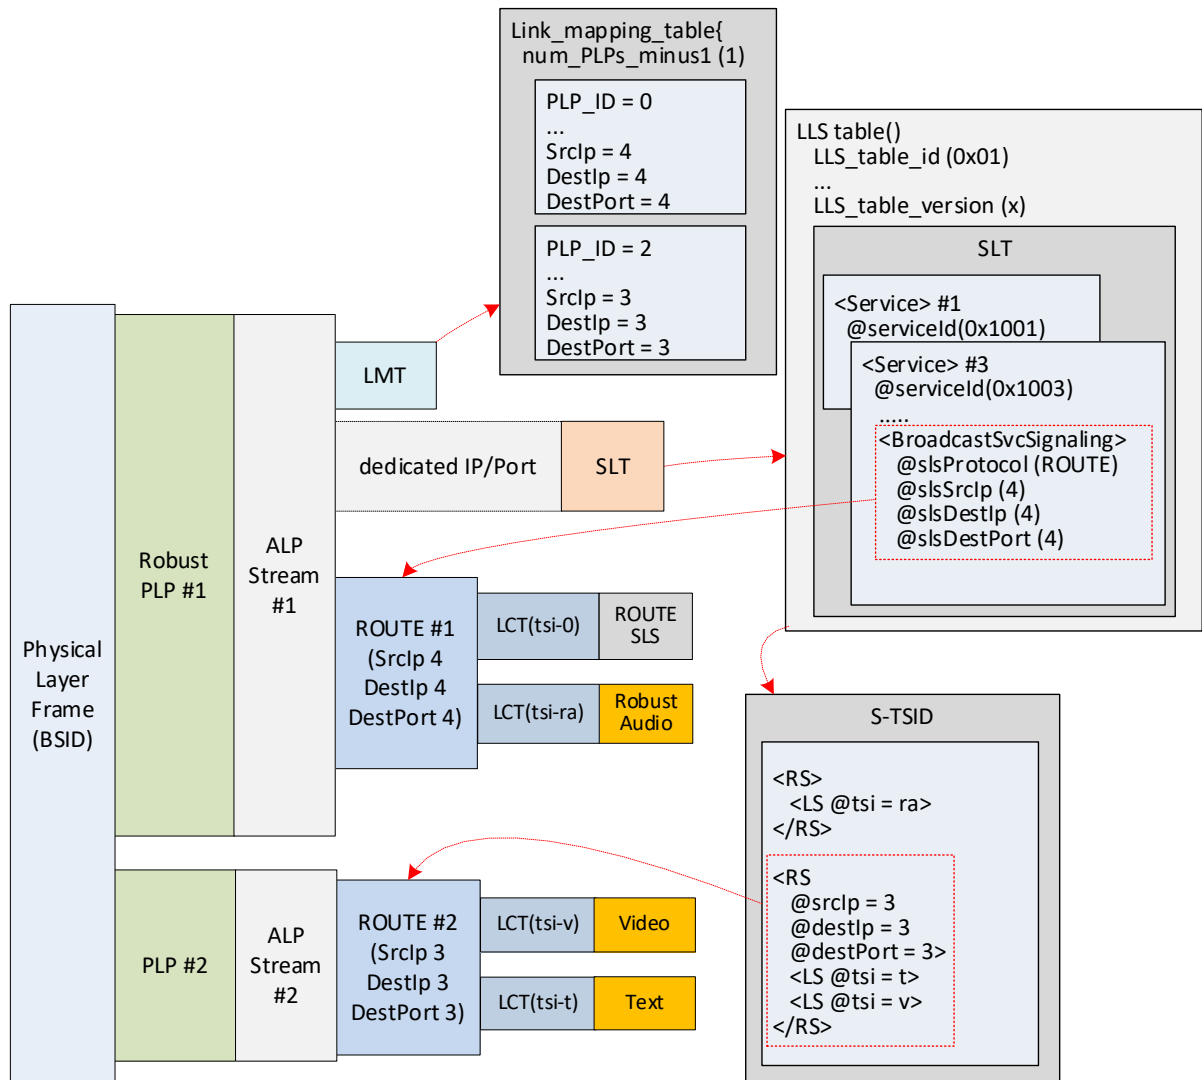 Link_mapping_table{
num_PLPs_minus1 (1)
PLP_ID = 0
...
SrcIp = 4
DestIp = 4
DestPort = 4
PLP_ID = 2
...
SrcIp = 3
DestIp = 3
DestPort = 3
LLS table()
LLS_table_id (0x01)
...
LLS_table_version (x)
SLT
<Service> #1
@serviceId(0x1001)
<Service> #3
@serviceId(0x1003)
.....
<BroadcastSvcSignaling>
@slsProtocol (ROUTE)
@slsSrcIp (4)
@slsDestIp (4)
@slsDestPort (4)
Physical
Layer
Frame
(BSID)
Robust
PLP #1
ALP
Stream
#1
LMT
dedicated IP/Port
SLT
ROUTE #1
(SrcIp 4
DestIp 4
DestPort 4)
LCT(tsi-0)
ROUTE
SLS
LCT(tsi-ra)
Robust
Audio
PLP #2
ALP
Stream
#2
ROUTE #2
(SrcIp 3
DestIp 3
DestPort 3)
LCT(tsi-v)
Video
LCT(tsi-t)
Text
S-TSID
<RS>
<LS @tsi = ra>
</RS>
<RS
@srcIp = 3
@destIp = 3
@destPort = 3>
<LS @tsi = t>
<LS @tsi = v>
</RS>